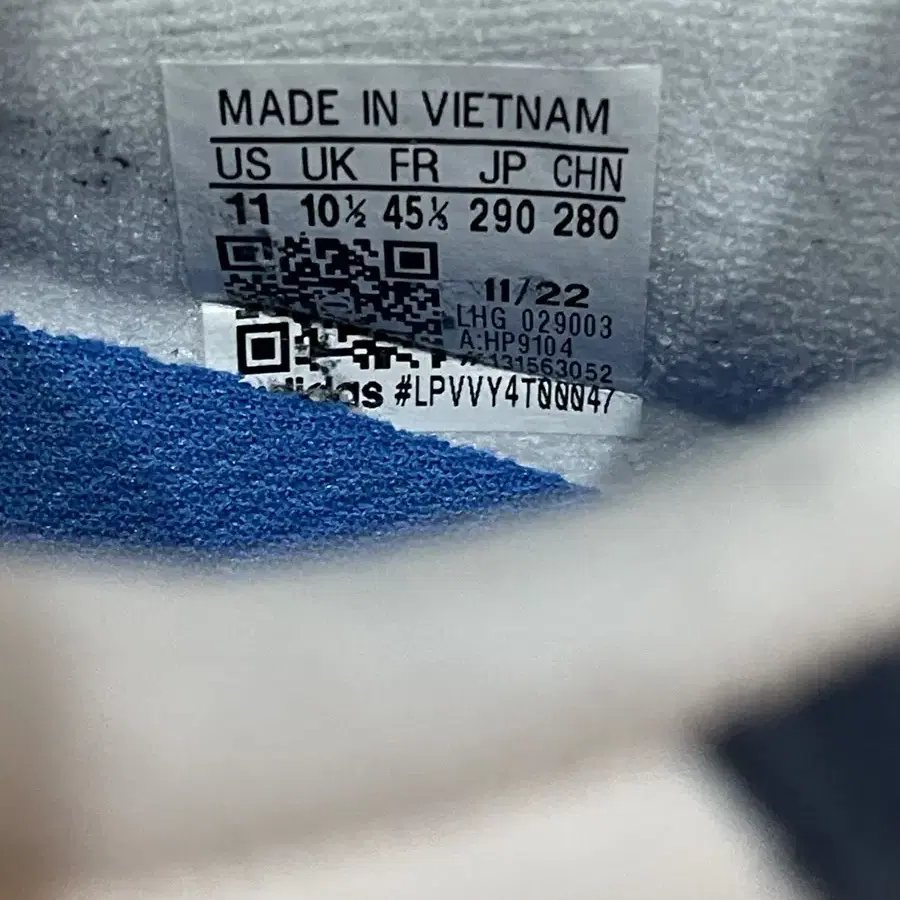 MADE IN VIETNAM
US UK FR JP CHN
11 10½ 45⅓ 290 280
11/22
LHG 029003
A:HP9104
131563052
adidas #LPVVY4T00047